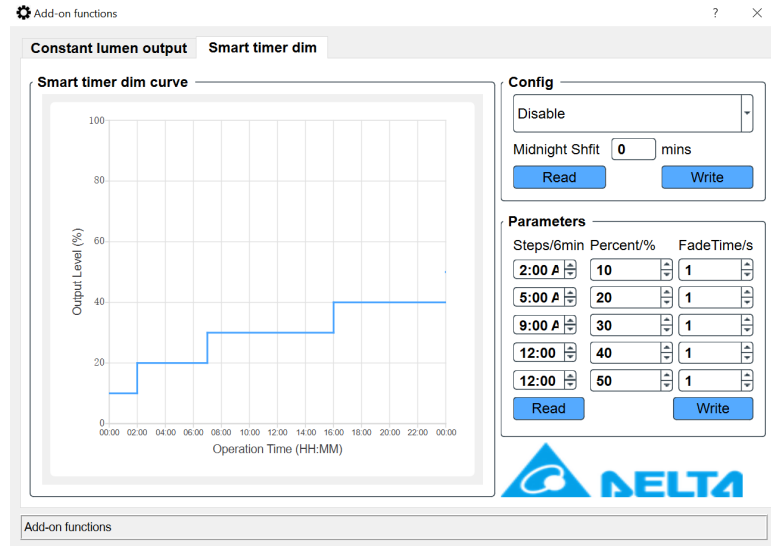 Add-on functions
?
Constant lumen output
Smart timer dim
Smart timer dim curve
100
80
60
40
20
0
Output Level (%)
00:00 02:00 04:00 06:00 08:00 10:00 12:00 14:00 16:00 18:00 20:00 22:00 00:00
Operation Time (HH:MM)
Config
Disable
Midnight Shfit 0 mins
Read Write
Parameters
Steps/6min Percent/% FadeTime/s
2:00 A 10 1
5:00 A 20 1
9:00 A 30 1
12:00 40 1
12:00 50 1
Read Write
DELTA
Add-on functions